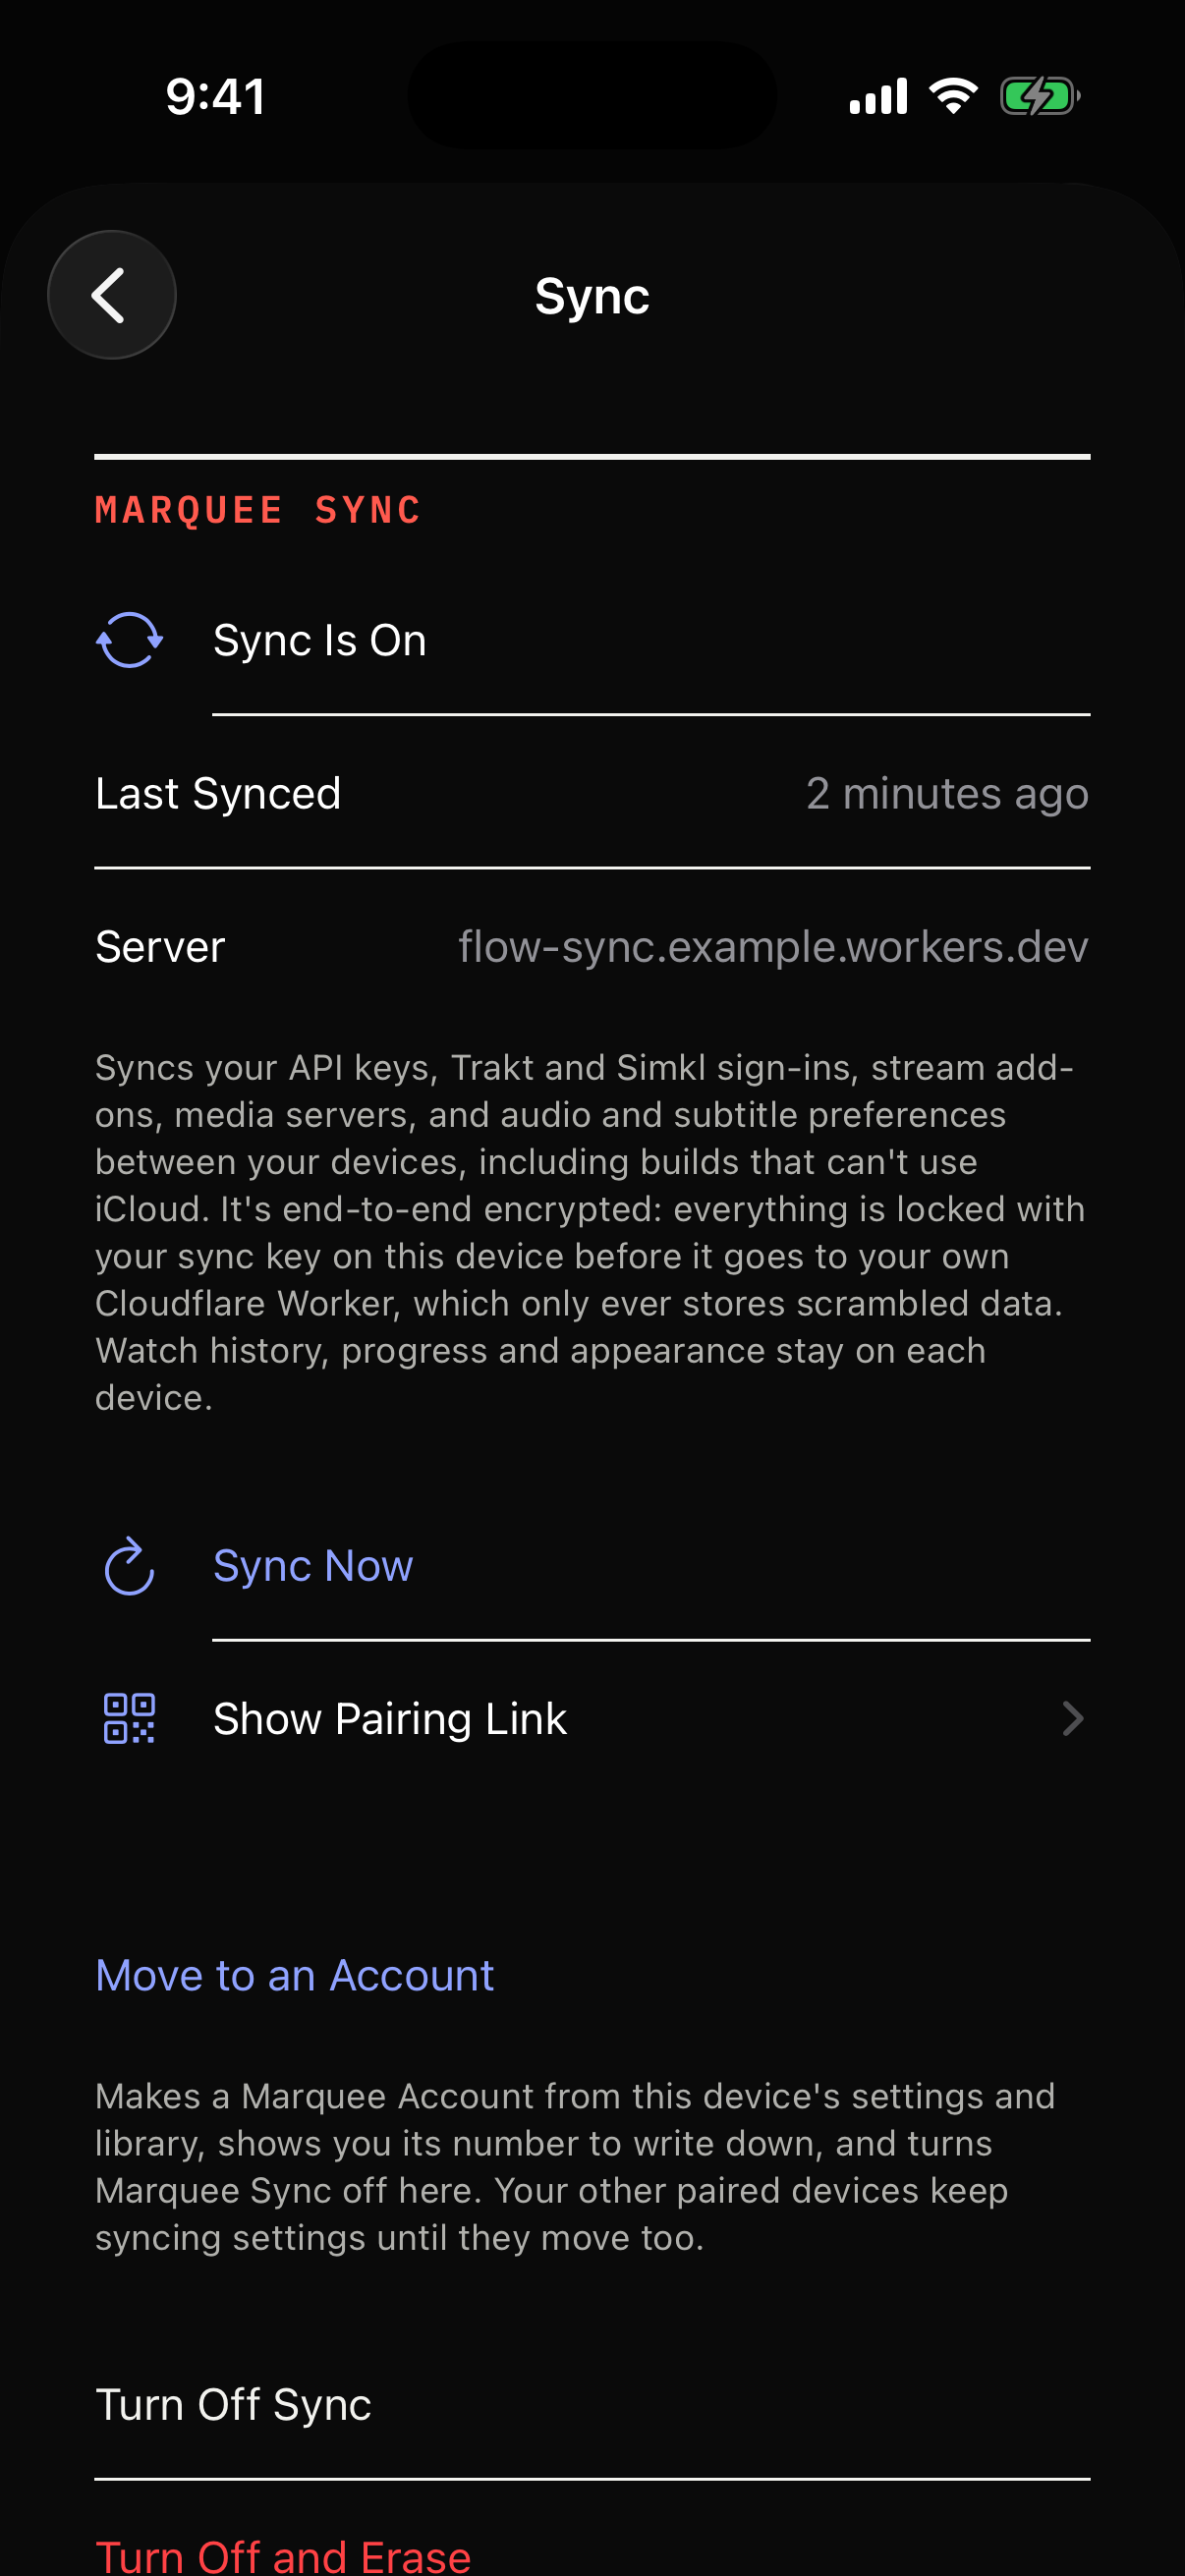 9:41
Sync
MARQUEE SYNC
Sync Is On
Last Synced 2 minutes ago
Server flow-sync.example.workers.dev
Syncs your API keys, Trakt and Simkl sign-ins, stream add-
ons, media servers, and audio and subtitle preferences
between your devices, including builds that can't use
iCloud. It's end-to-end encrypted: everything is locked with
your sync key on this device before it goes to your own
Cloudflare Worker, which only ever stores scrambled data.
Watch history, progress and appearance stay on each
device.
Sync Now
Show Pairing Link
Move to an Account
Makes a Marquee Account from this device's settings and
library, shows you its number to write down, and turns
Marquee Sync off here. Your other paired devices keep
syncing settings until they move too.
Turn Off Sync
Turn Off and Erase